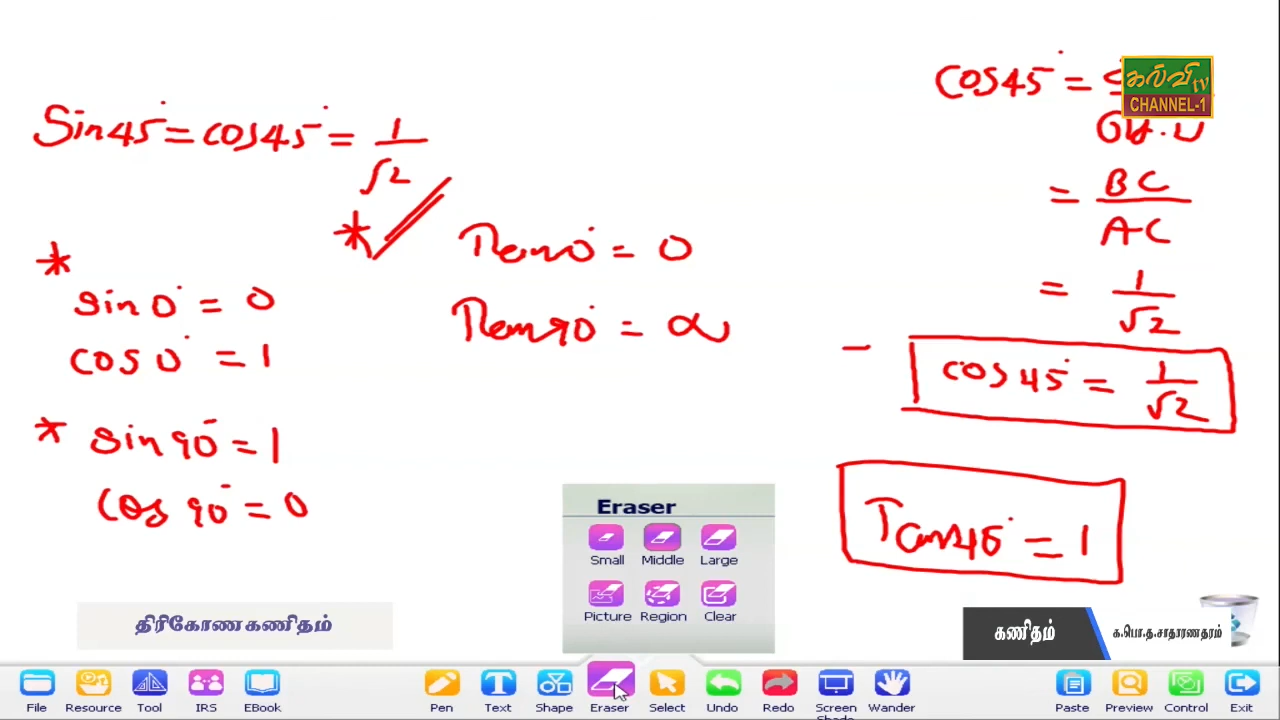 Sin45° = cos45° = 1/√2
*
Tan0° = 0
Tan90° = ∝
*
sin0° = 0
cos0° = 1
* sin90° = 1
cos90° = 0
cos45° =
= BC/AC
= 1/√2
cos45° = 1/√2
Tan45° = 1
கல்வி tv
CHANNEL-1
Eraser
Small Middle Large
Picture Region Clear
திரிகோணகணிதம்
கணிதம்
க.பொ.த.சாதாரணதரம்
File Resource Tool IRS EBook Pen Text Shape Eraser Select Undo Redo Screen Wander Paste Preview Control Exit